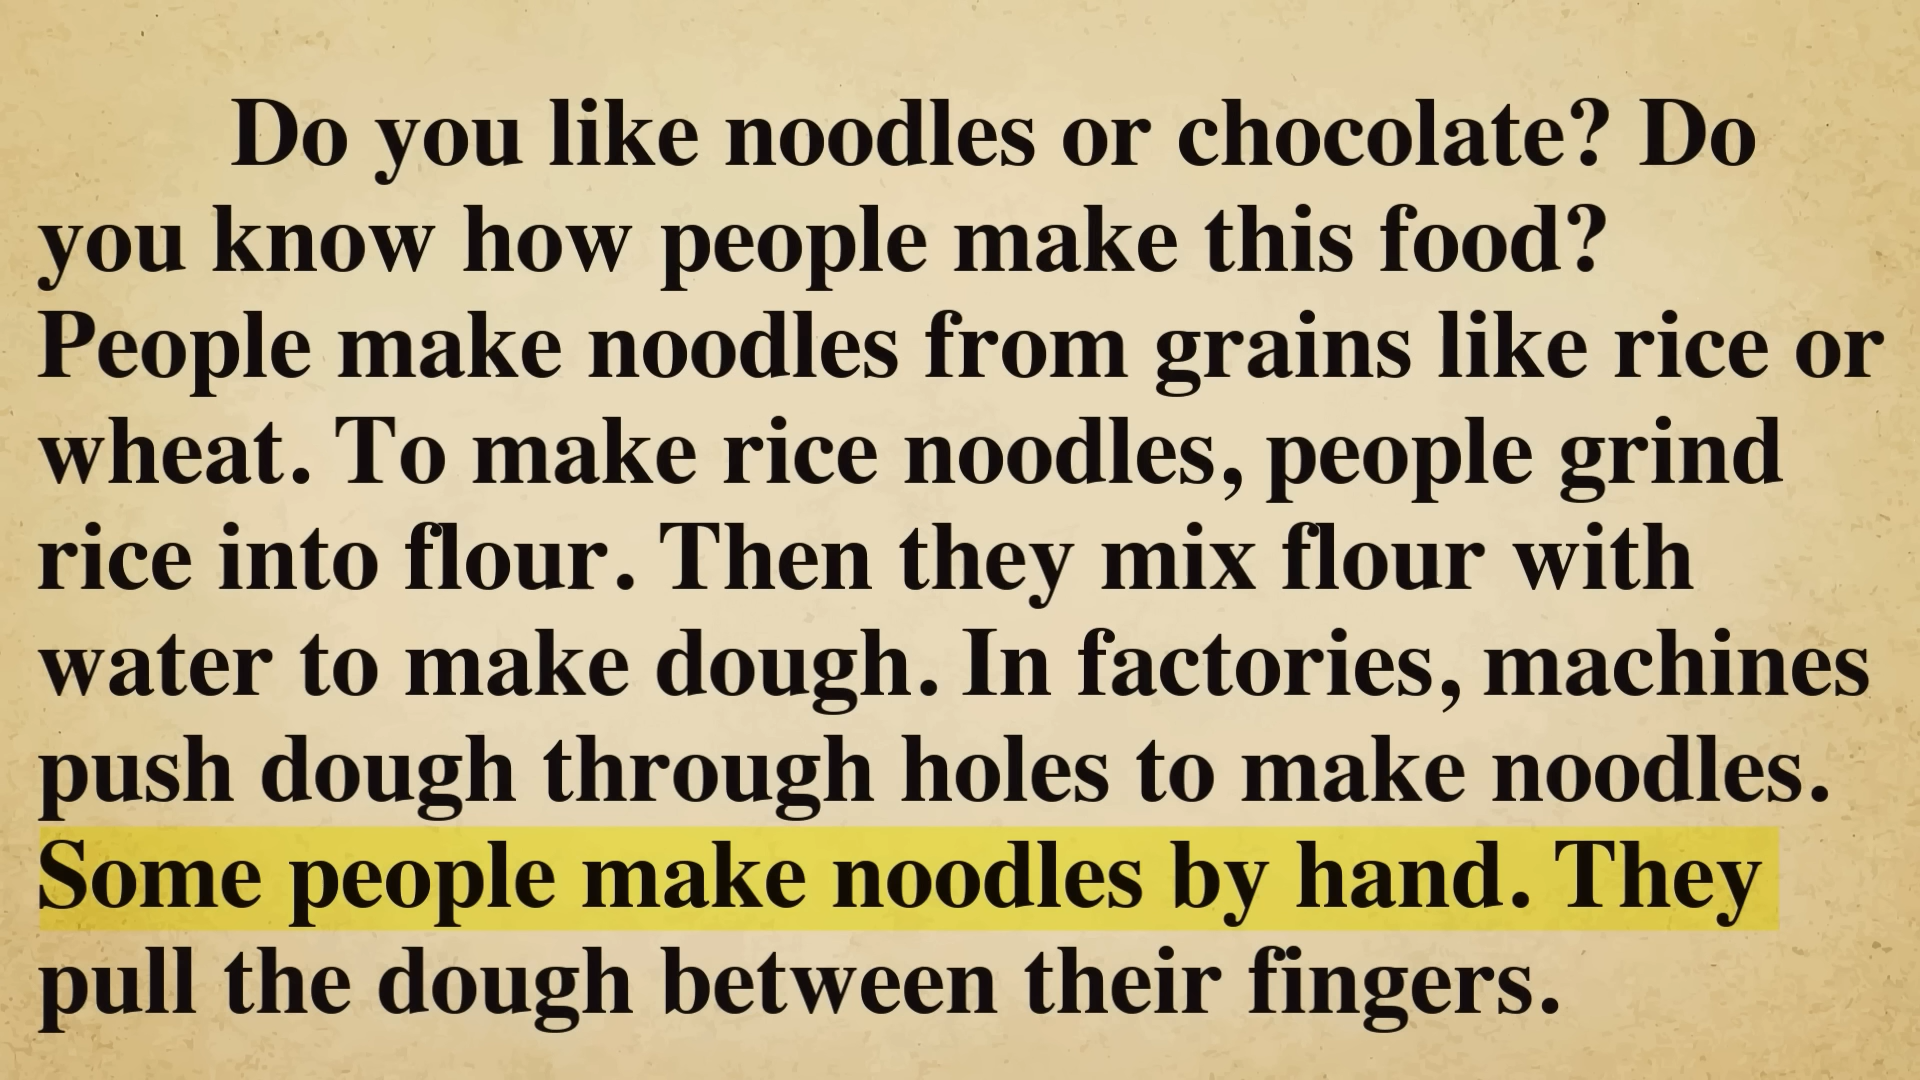 Do you like noodles or chocolate? Do
you know how people make this food?
People make noodles from grains like rice or
wheat. To make rice noodles, people grind
rice into flour. Then they mix flour with
water to make dough. In factories, machines
push dough through holes to make noodles.
Some people make noodles by hand. They
pull the dough between their fingers.